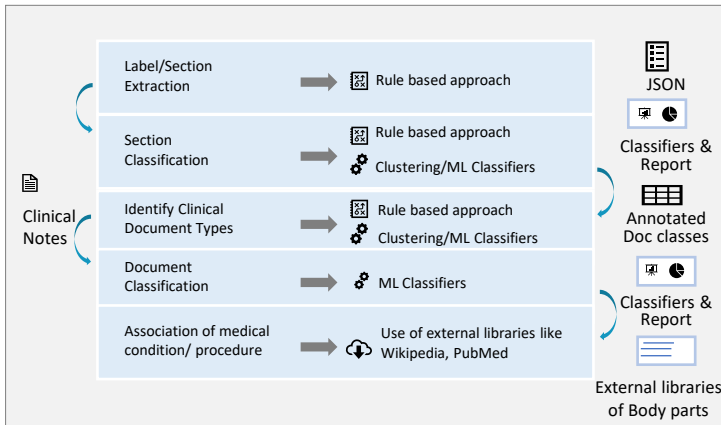 Label/Section
Extraction
Rule based approach
JSON
Section
Classification
Rule based approach
Clustering/ML Classifiers
Classifiers &
Report
Clinical
Notes
Identify Clinical
Document Types
Rule based approach
Clustering/ML Classifiers
Annotated
Doc classes
Document
Classification
ML Classifiers
Classifiers &
Report
Association of medical
condition/ procedure
Use of external libraries like
Wikipedia, PubMed
External libraries
of Body parts